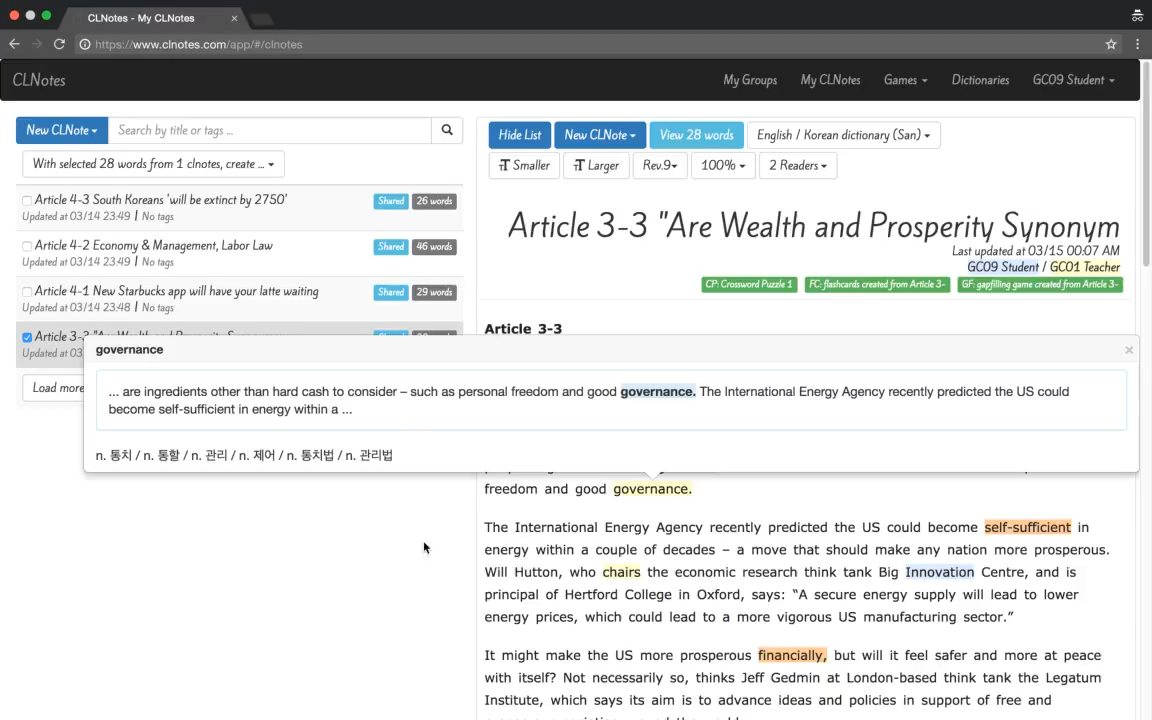 CLNotes - My CLNotes
https://www.clnotes.com/app/#/clnotes
CLNotes
My Groups
My CLNotes
Games
Dictionaries
GC09 Student
New CLNote
Search by title or tags ...
With selected 28 words from 1 clnotes, create ...
Article 4-3 South Koreans 'will be extinct by 2750'
Shared
26 words
Updated at 03/14 23:49 | No tags
Article 4-2 Economy & Management, Labor Law
Shared
46 words
Updated at 03/14 23:49 | No tags
Article 4-1 New Starbucks app will have your latte waiting
Shared
29 words
Updated at 03/14 23:48 | No tags
Article 3-3
Updated at 03
Load more
Hide List
New CLNote
View 28 words
English / Korean dictionary (San)
Smaller
Larger
Rev.9
100%
2 Readers
Article 3-3 "Are Wealth and Prosperity Synonym
Last updated at 03/15 00:07 AM
GC09 Student / GC01 Teacher
CP: Crossword Puzzle 1
FC: flashcards created from Article 3-
GF: gapfilling game created from Article 3-
Article 3-3
governance
... are ingredients other than hard cash to consider – such as personal freedom and good governance. The International Energy Agency recently predicted the US could
become self-sufficient in energy within a ...
n. 통치 / n. 통할 / n. 관리 / n. 제어 / n. 통치법 / n. 관리법
freedom and good governance.
The International Energy Agency recently predicted the US could become self-sufficient in
energy within a couple of decades – a move that should make any nation more prosperous.
Will Hutton, who chairs the economic research think tank Big Innovation Centre, and is
principal of Hertford College in Oxford, says: “A secure energy supply will lead to lower
energy prices, which could lead to a more vigorous US manufacturing sector.”
It might make the US more prosperous financially, but will it feel safer and more at peace
with itself? Not necessarily so, thinks Jeff Gedmin at London-based think tank the Legatum
Institute, which says its aim is to advance ideas and policies in support of free and